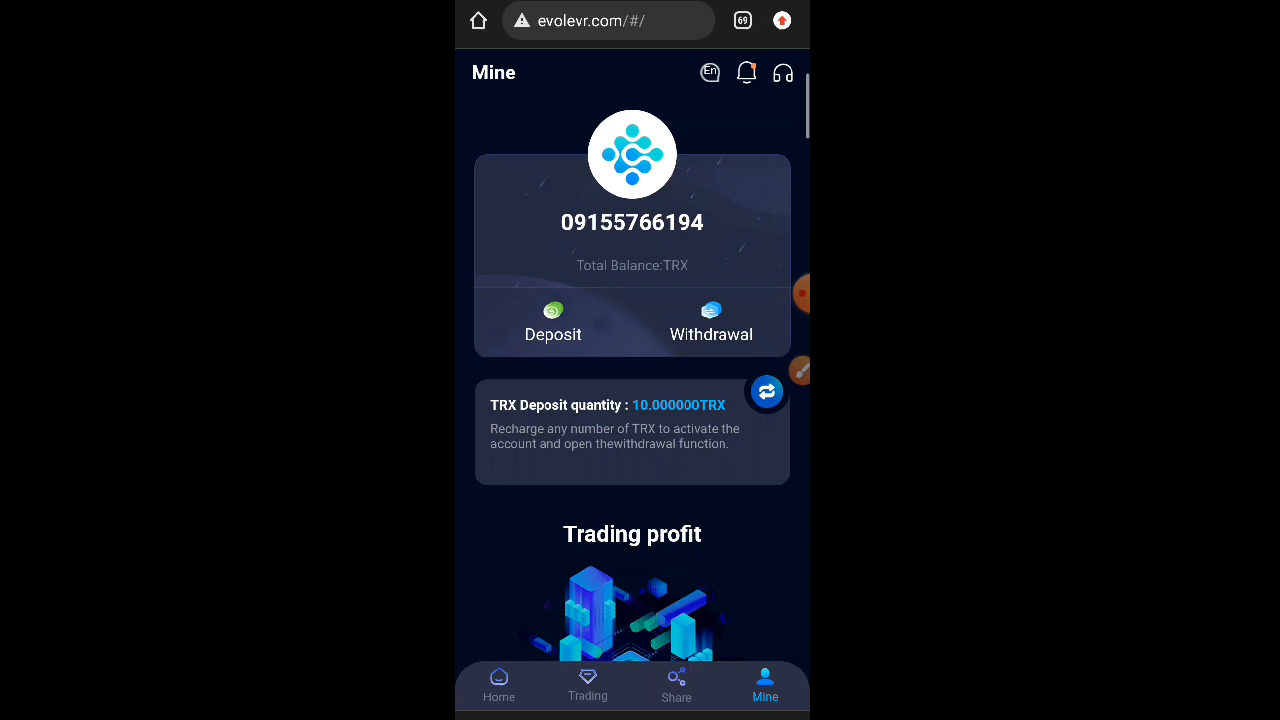 evolevr.com/#/
69
Mine
En
09155766194
Total Balance:TRX
Deposit
Withdrawal
TRX Deposit quantity : 10.000000TRX
Recharge any number of TRX to activate the
account and open thewithdrawal function.
Trading profit
Home
Trading
Share
Mine